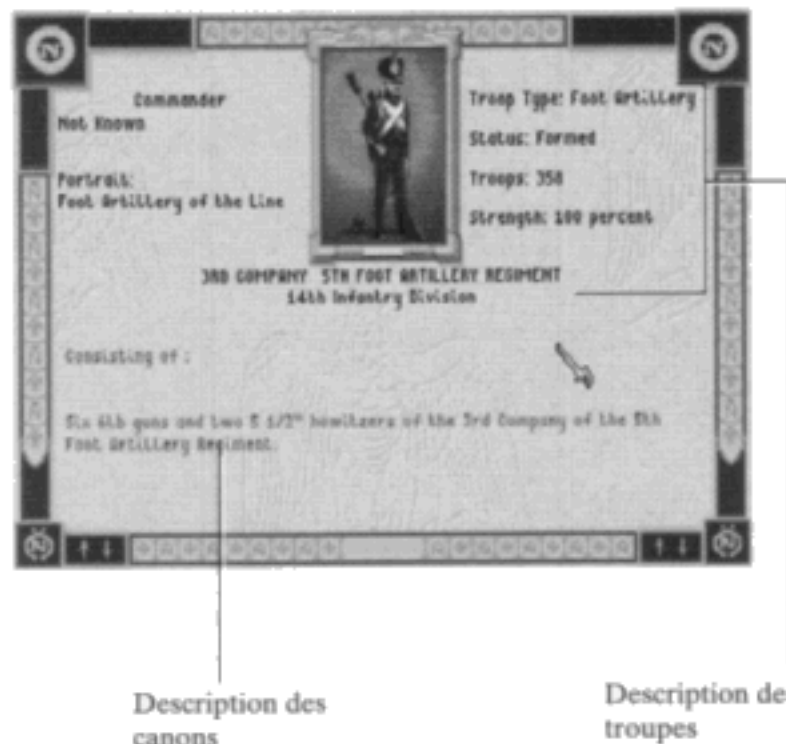 Commander
Not Known
Portrait:
Foot Artillery of the Line
Troop Type: Foot Artillery
Status: Formed
Troops: 358
Strength: 100 percent
3RD COMPANY 5TH FOOT ARTILLERY REGIMENT
14th Infantry Division
Consisting of :
Six 6lb guns and two 5 1/2" howitzers of the 3rd Company of the 5th
Foot Artillery Regiment.
Description des
canons
Description de
troupes